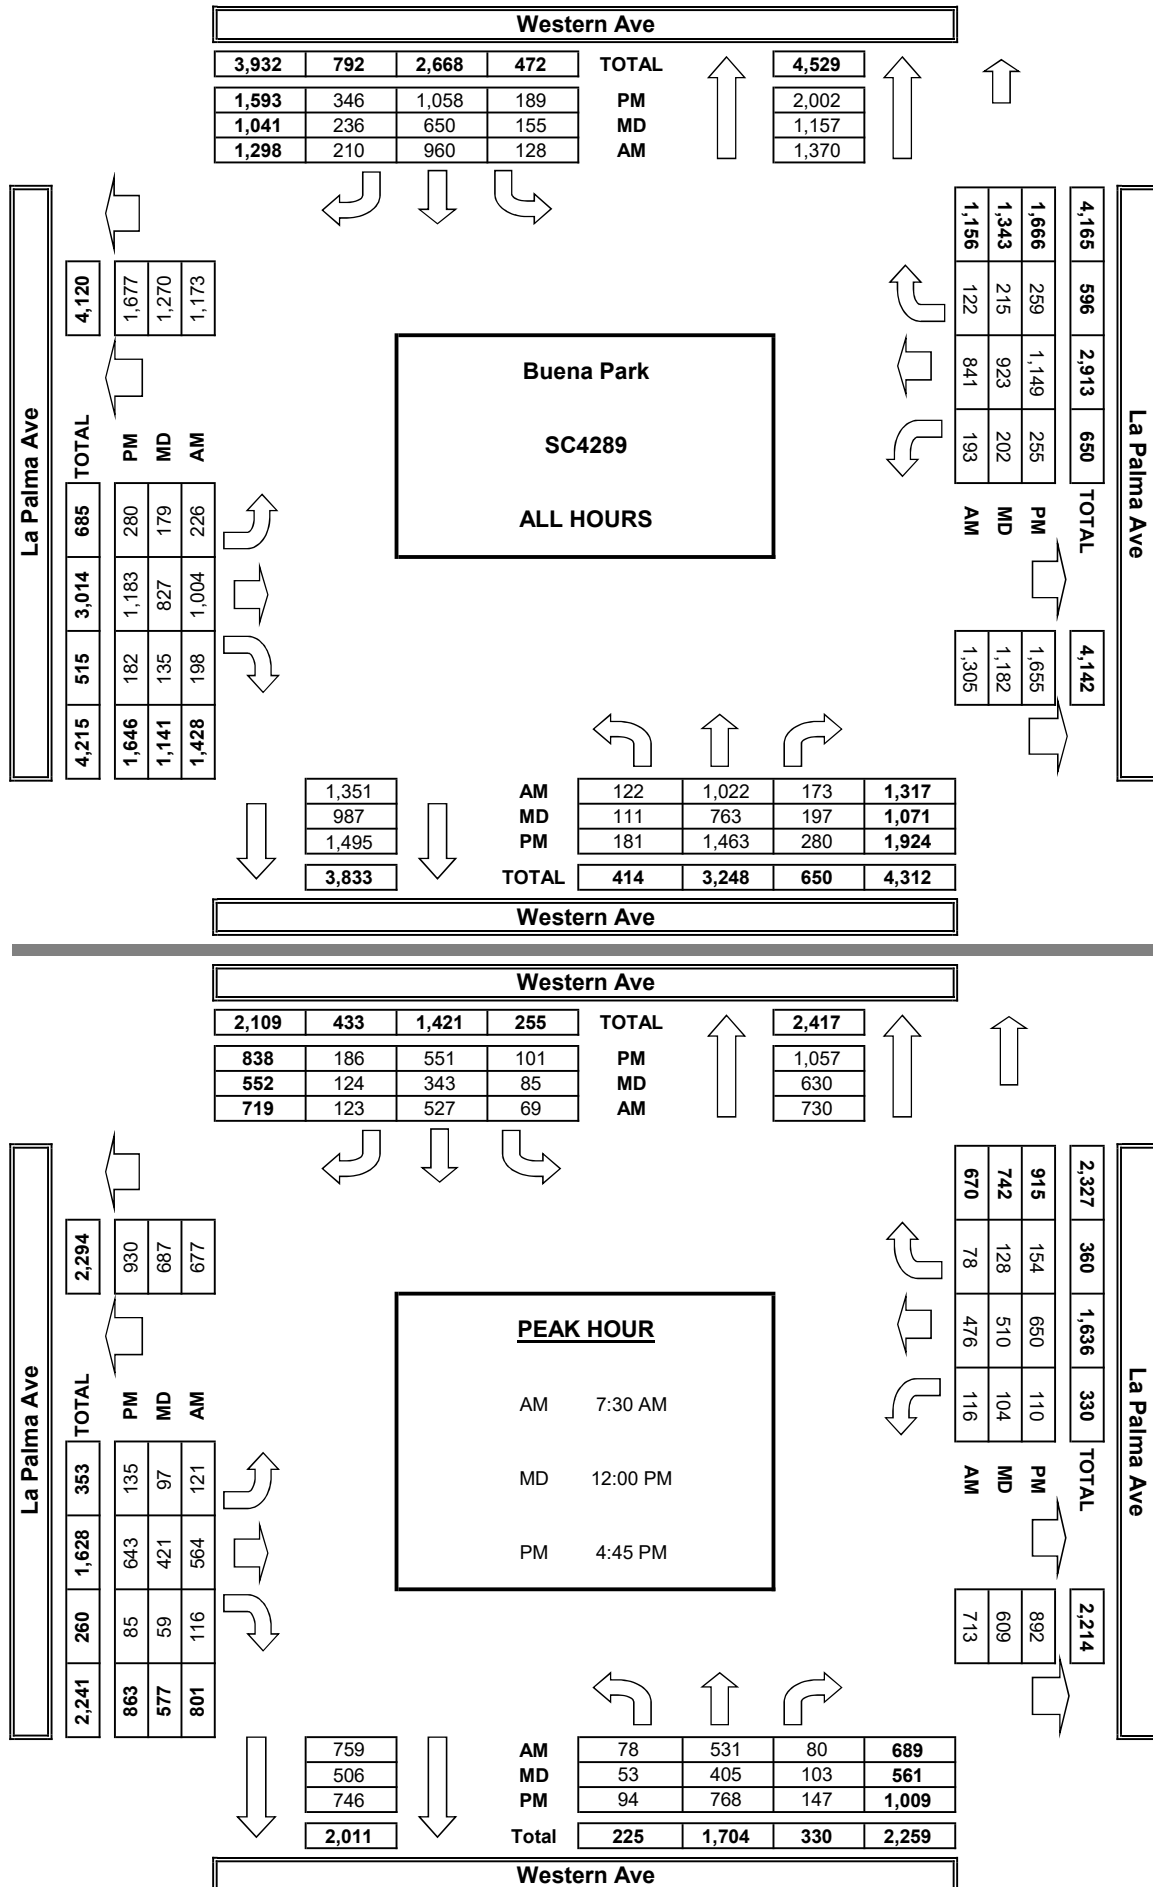 Western Ave
3,932 792 2,668 472 TOTAL 4,529
1,593 346 1,058 189 PM 2,002
1,041 236 650 155 MD 1,157
1,298 210 960 128 AM 1,370
La Palma Ave
4,120 1,677 1,270 1,173
TOTAL PM MD AM
685 280 179 226
3,014 1,183 827 1,004
515 182 135 198
4,215 1,646 1,141 1,428
Buena Park
SC4289
ALL HOURS
1,156 1,343 1,666 4,165
122 215 259 596
841 923 1,149 2,913
193 202 255 650
AM MD PM TOTAL
1,305 1,182 1,655 4,142
La Palma Ave
1,351 AM 122 1,022 173 1,317
987 MD 111 763 197 1,071
1,495 PM 181 1,463 280 1,924
3,833 TOTAL 414 3,248 650 4,312
Western Ave
Western Ave
2,109 433 1,421 255 TOTAL 2,417
838 186 551 101 PM 1,057
552 124 343 85 MD 630
719 123 527 69 AM 730
La Palma Ave
2,294 930 687 677
TOTAL PM MD AM
353 135 97 121
1,628 643 421 564
260 85 59 116
2,241 863 577 801
PEAK HOUR
AM 7:30 AM
MD 12:00 PM
PM 4:45 PM
670 742 915 2,327
78 128 154 360
476 510 650 1,636
116 104 110 330
AM MD PM TOTAL
713 609 892 2,214
La Palma Ave
759 AM 78 531 80 689
506 MD 53 405 103 561
746 PM 94 768 147 1,009
2,011 Total 225 1,704 330 2,259
Western Ave